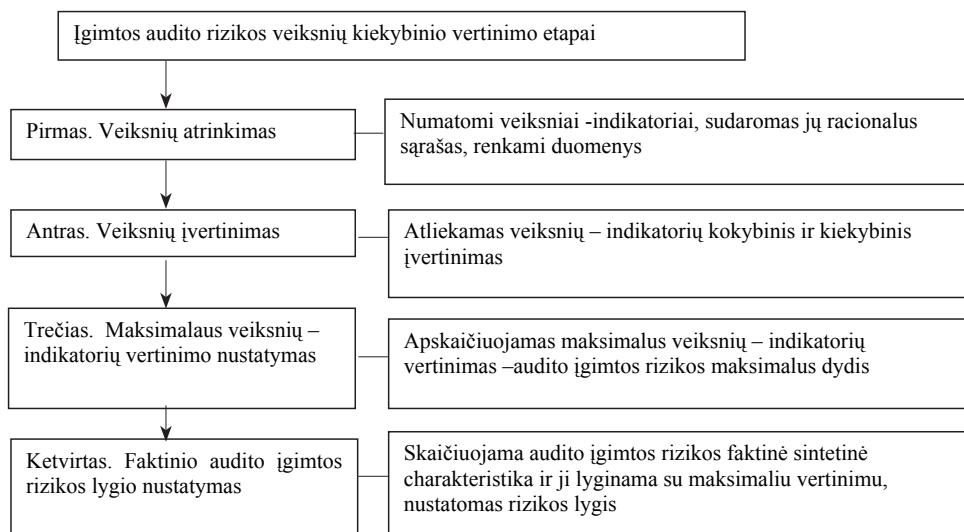 Įgimtos audito rizikos veiksnių kiekybinio vertinimo etapai
Pirmas. Veiksnių atrinkimas
Numatomi veiksniai -indikatoriai, sudaromas jų racionalus
sąrašas, renkami duomenys
Antras. Veiksnių įvertinimas
Atliekamas veiksnių – indikatorių kokybinis ir kiekybinis
įvertinimas
Trečias. Maksimalaus veiksnių –
indikatorių vertinimo nustatymas
Apskaičiuojamas maksimalus veiksnių – indikatorių
vertinimas –audito įgimtos rizikos maksimalus dydis
Ketvirtas. Faktinio audito įgimtos
rizikos lygio nustatymas
Skaičiuojama audito įgimtos rizikos faktinė sintetinė
charakteristika ir ji lyginama su maksimaliu vertinimu,
nustatomas rizikos lygis